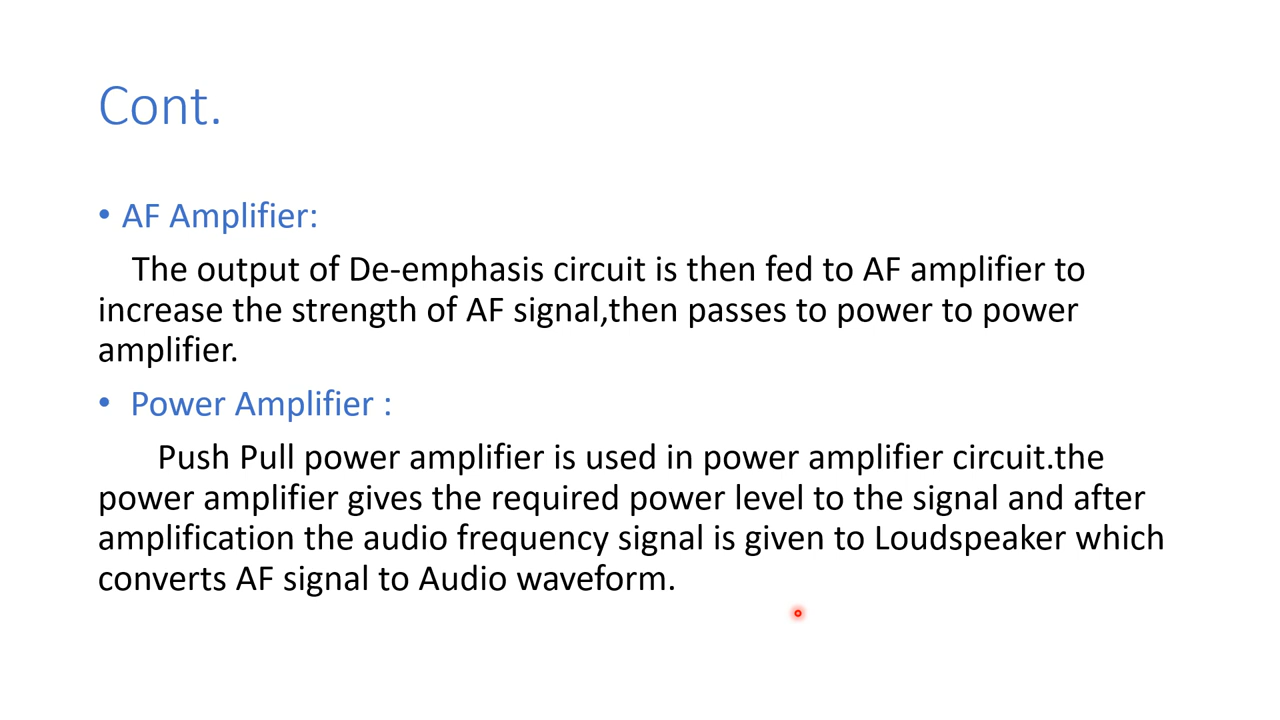 Cont.
• AF Amplifier:
The output of De-emphasis circuit is then fed to AF amplifier to
increase the strength of AF signal,then passes to power to power
amplifier.
• Power Amplifier :
Push Pull power amplifier is used in power amplifier circuit.the
power amplifier gives the required power level to the signal and after
amplification the audio frequency signal is given to Loudspeaker which
converts AF signal to Audio waveform.